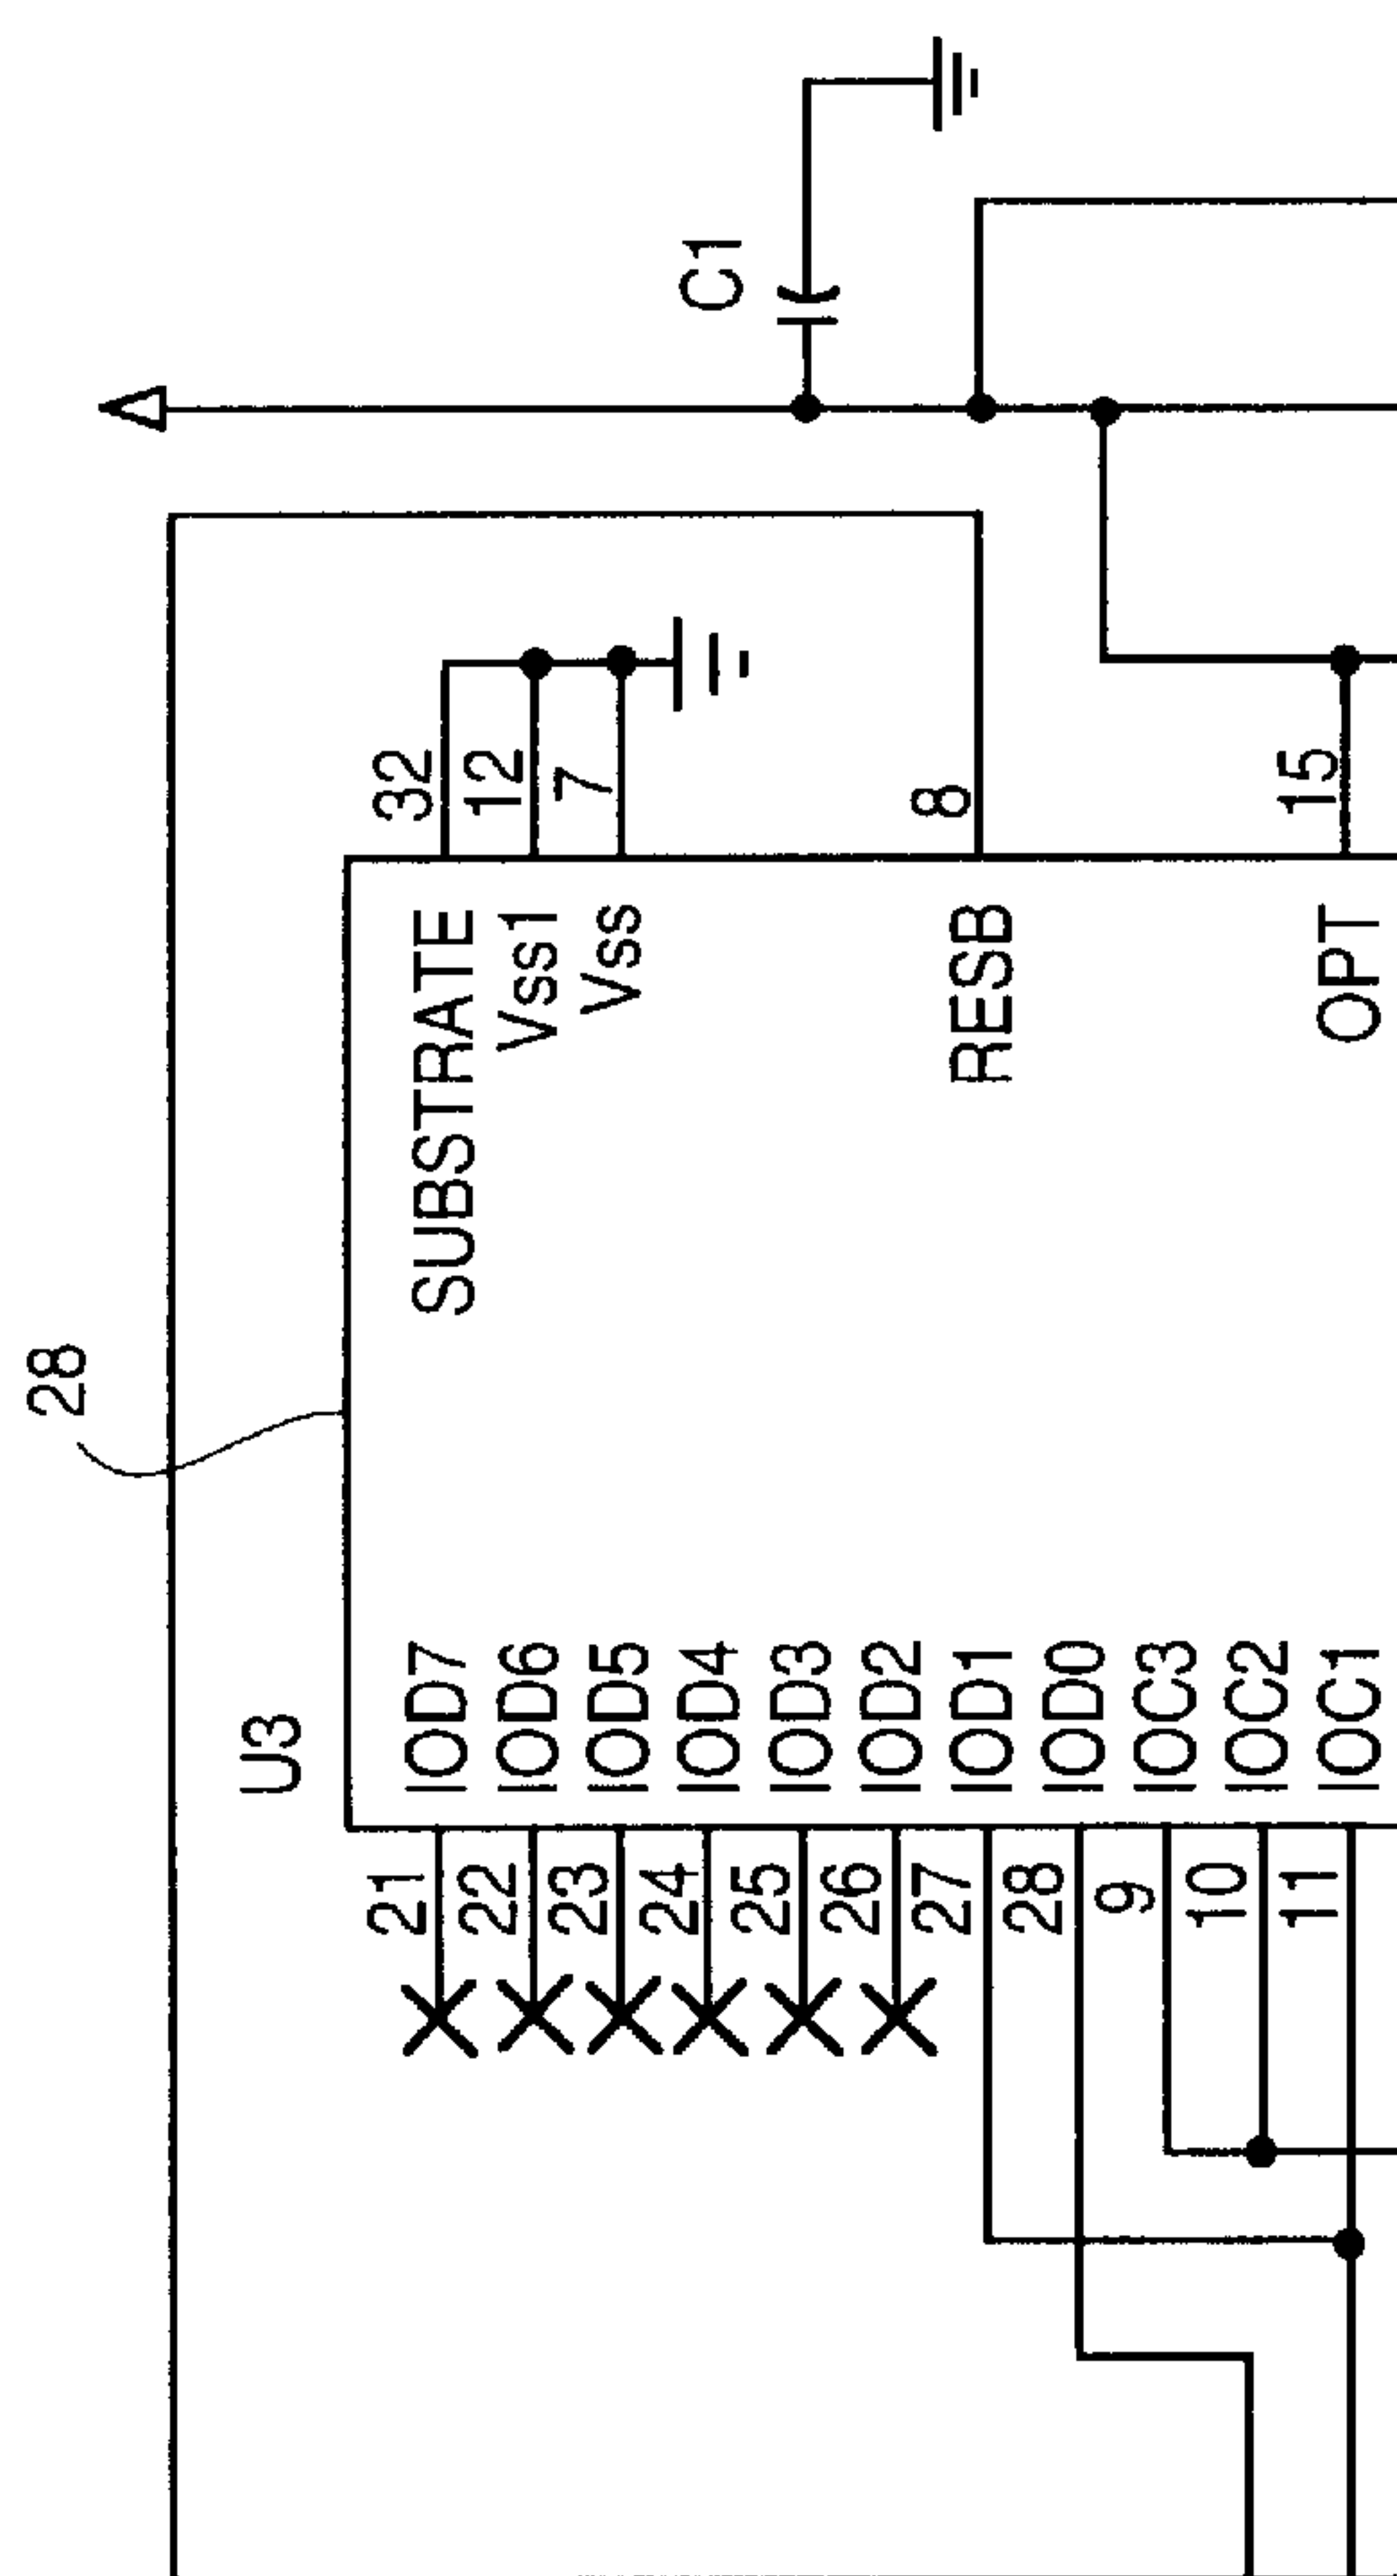 28
U3
C1
21
IOD7
22
IOD6
23
IOD5
24
IOD4
25
IOD3
26
IOD2
27
IOD1
28
IOD0
9
IOC3
10
IOC2
11
IOC1
SUBSTRATE
32
Vss1
12
Vss
7
RESB
8
OPT
15